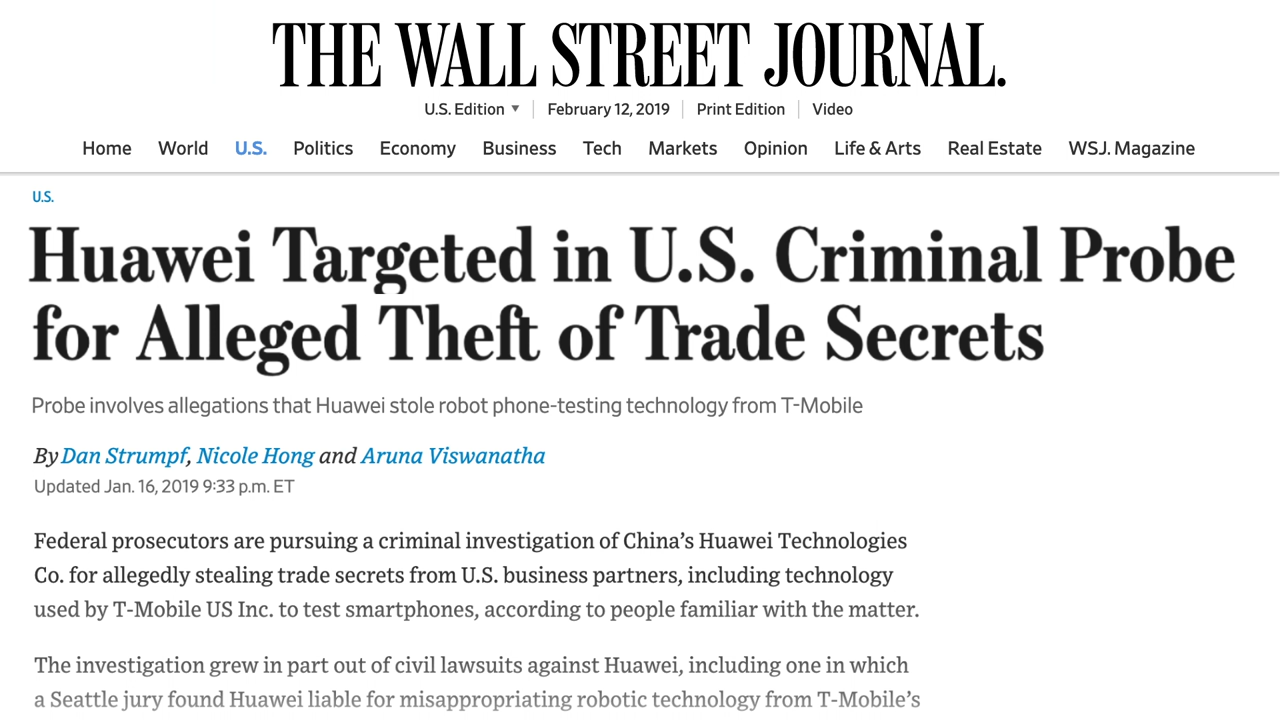 THE WALL STREET JOURNAL.
U.S. Edition ▼ | February 12, 2019 | Print Edition | Video
Home World U.S. Politics Economy Business Tech Markets Opinion Life & Arts Real Estate WSJ. Magazine
U.S.
Huawei Targeted in U.S. Criminal Probe
for Alleged Theft of Trade Secrets
Probe involves allegations that Huawei stole robot phone-testing technology from T-Mobile
By Dan Strumpf, Nicole Hong and Aruna Viswanatha
Updated Jan. 16, 2019 9:33 p.m. ET
Federal prosecutors are pursuing a criminal investigation of China’s Huawei Technologies
Co. for allegedly stealing trade secrets from U.S. business partners, including technology
used by T-Mobile US Inc. to test smartphones, according to people familiar with the matter.
The investigation grew in part out of civil lawsuits against Huawei, including one in which
a Seattle jury found Huawei liable for misappropriating robotic technology from T-Mobile’s